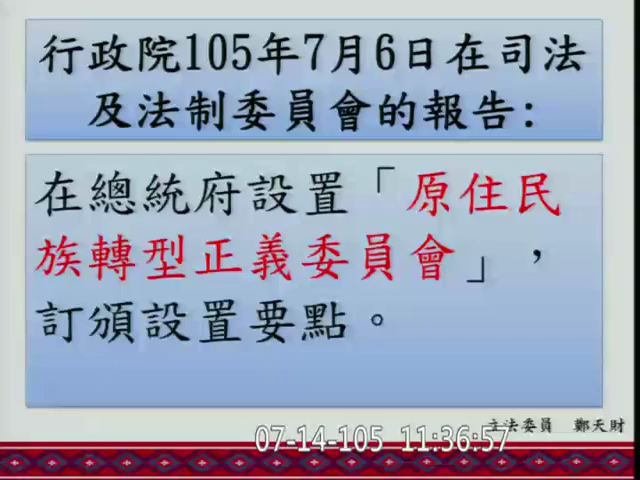 行政院105年7月6日在司法
及法制委員會的報告:
在總統府設置「原住民
族轉型正義委員會」，
訂頒設置要點。
立法委員 鄭天財
07-14-105 11:36:57